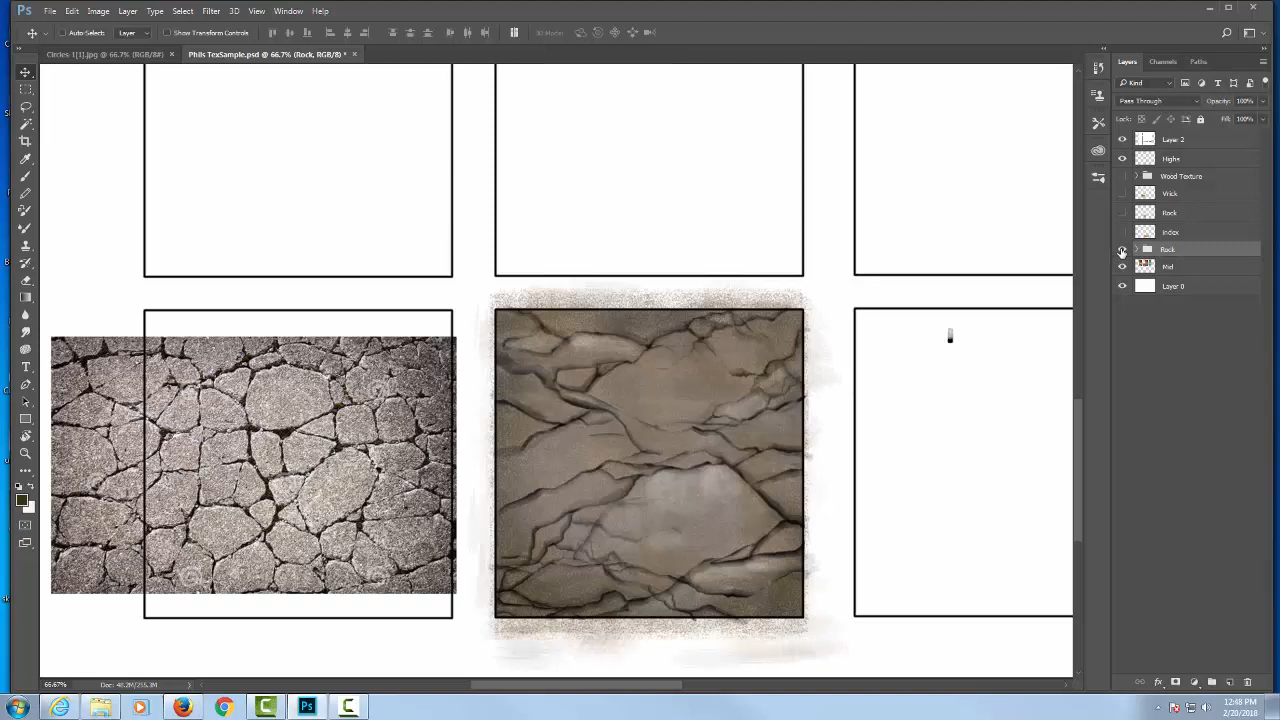 Ps File Edit Image Layer Type Select Filter 3D View Window Help
Auto-Select: Layer Show Transform Controls 3D Mode:
Circles 1[1].jpg @ 66.7% (RGB/8#) × Phils TexSample.psd @ 66.7% (Rock, RGB/8) * ×
Layers Channels Paths
Kind
Pass Through Opacity: 100%
Lock: Fill: 100%
Layer 2
Highs
Wood Texture
Vrick
Rock
Index
Rock
Mid
Layer 0
66.67% Doc: 48.2M/255.3M
12:48 PM
2/20/2018